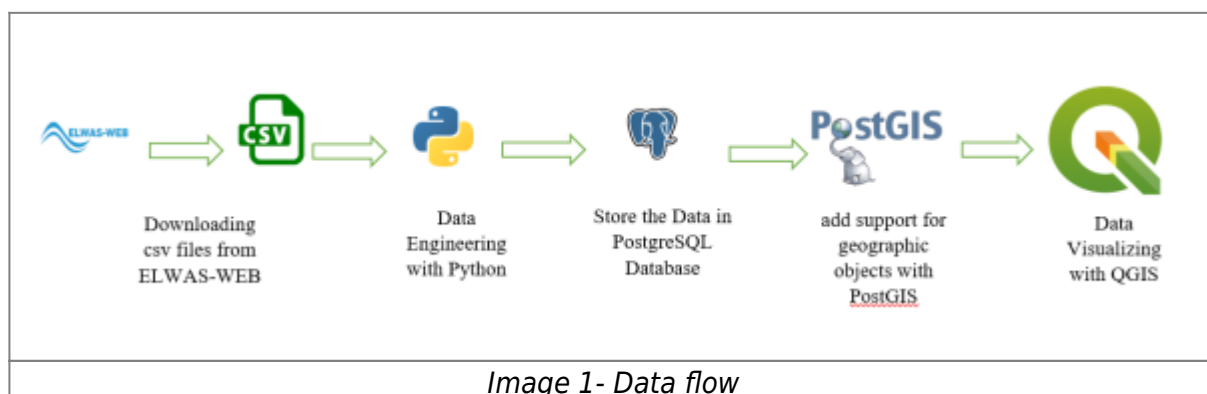 ELWAS-WEB
CSV
PostGIS
Downloading
csv files from
ELWAS-WEB
Data
Engineering
with Python
Store the Data in
PostgreSQL
Database
add support for
geographic
objects with
PostGIS
Data
Visualizing
with QGIS
Image 1- Data flow